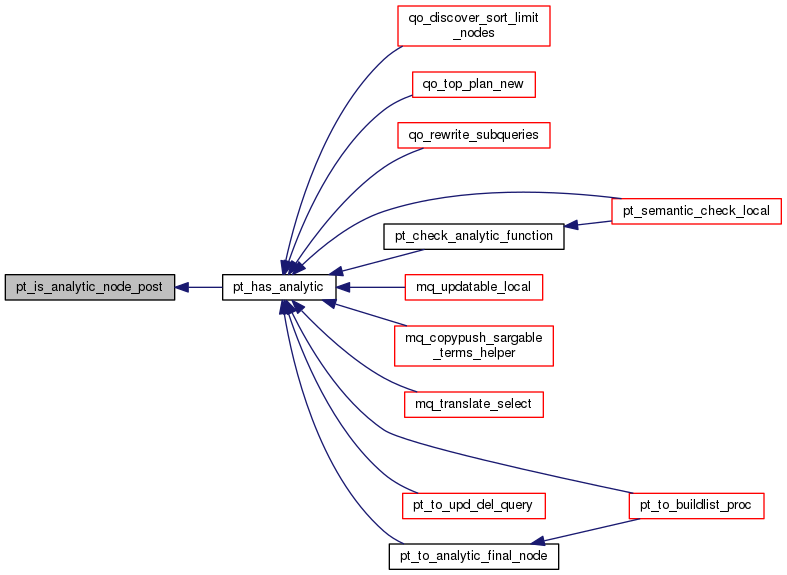 qo_discover_sort_limit
_nodes
qo_top_plan_new
qo_rewrite_subqueries
pt_semantic_check_local
pt_check_analytic_function
pt_is_analytic_node_post
pt_has_analytic
mq_updatable_local
mq_copypush_sargable
_terms_helper
mq_translate_select
pt_to_upd_del_query
pt_to_buildlist_proc
pt_to_analytic_final_node